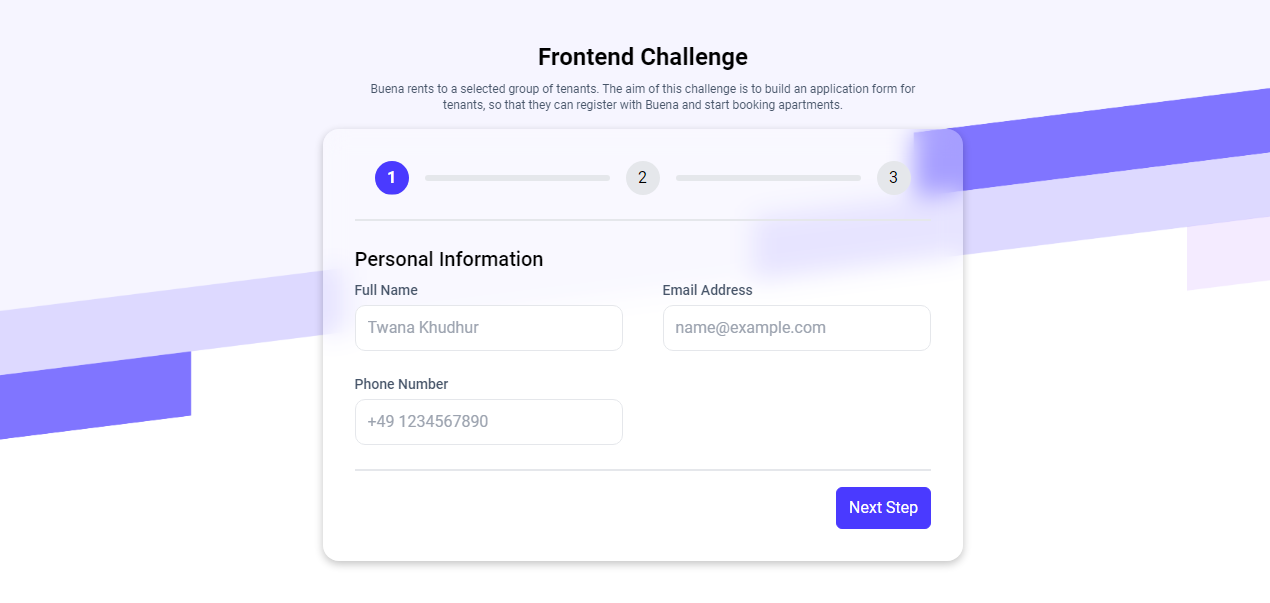 Frontend Challenge
Buena rents to a selected group of tenants. The aim of this challenge is to build an application form for
tenants, so that they can register with Buena and start booking apartments.
1 2 3
Personal Information
Full Name Email Address
Twana Khudhur name@example.com
Phone Number
+49 1234567890
Next Step